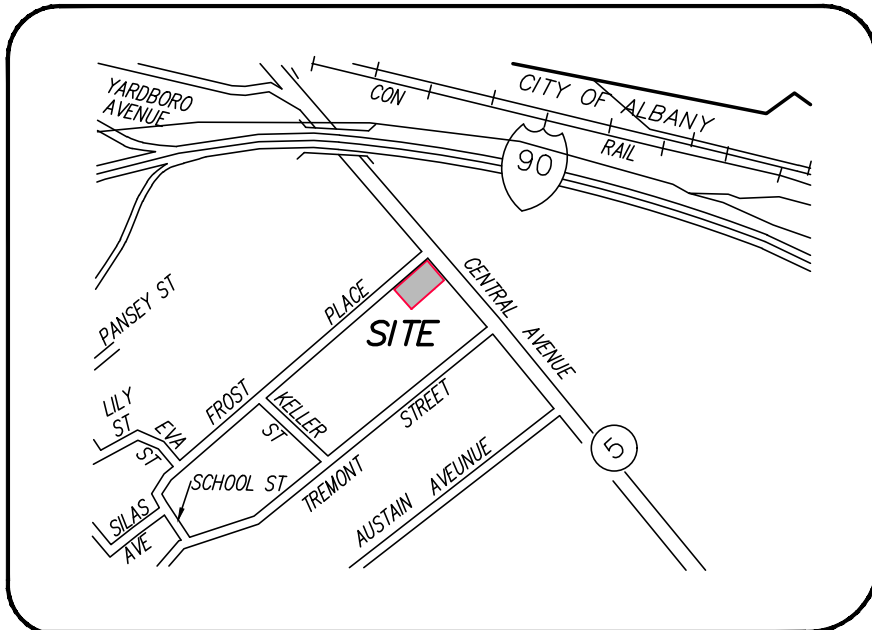 YARDBORO
AVENUE
CON
RAIL
CITY OF ALBANY
90
CENTRAL AVENUE
PLACE
SITE
PANSEY ST
LILY
ST
EVA
ST
FROST
KELLER
ST
STREET
TREMONT
SCHOOL ST
SILAS
AVE
AUSTAIN AVEUNUE
5